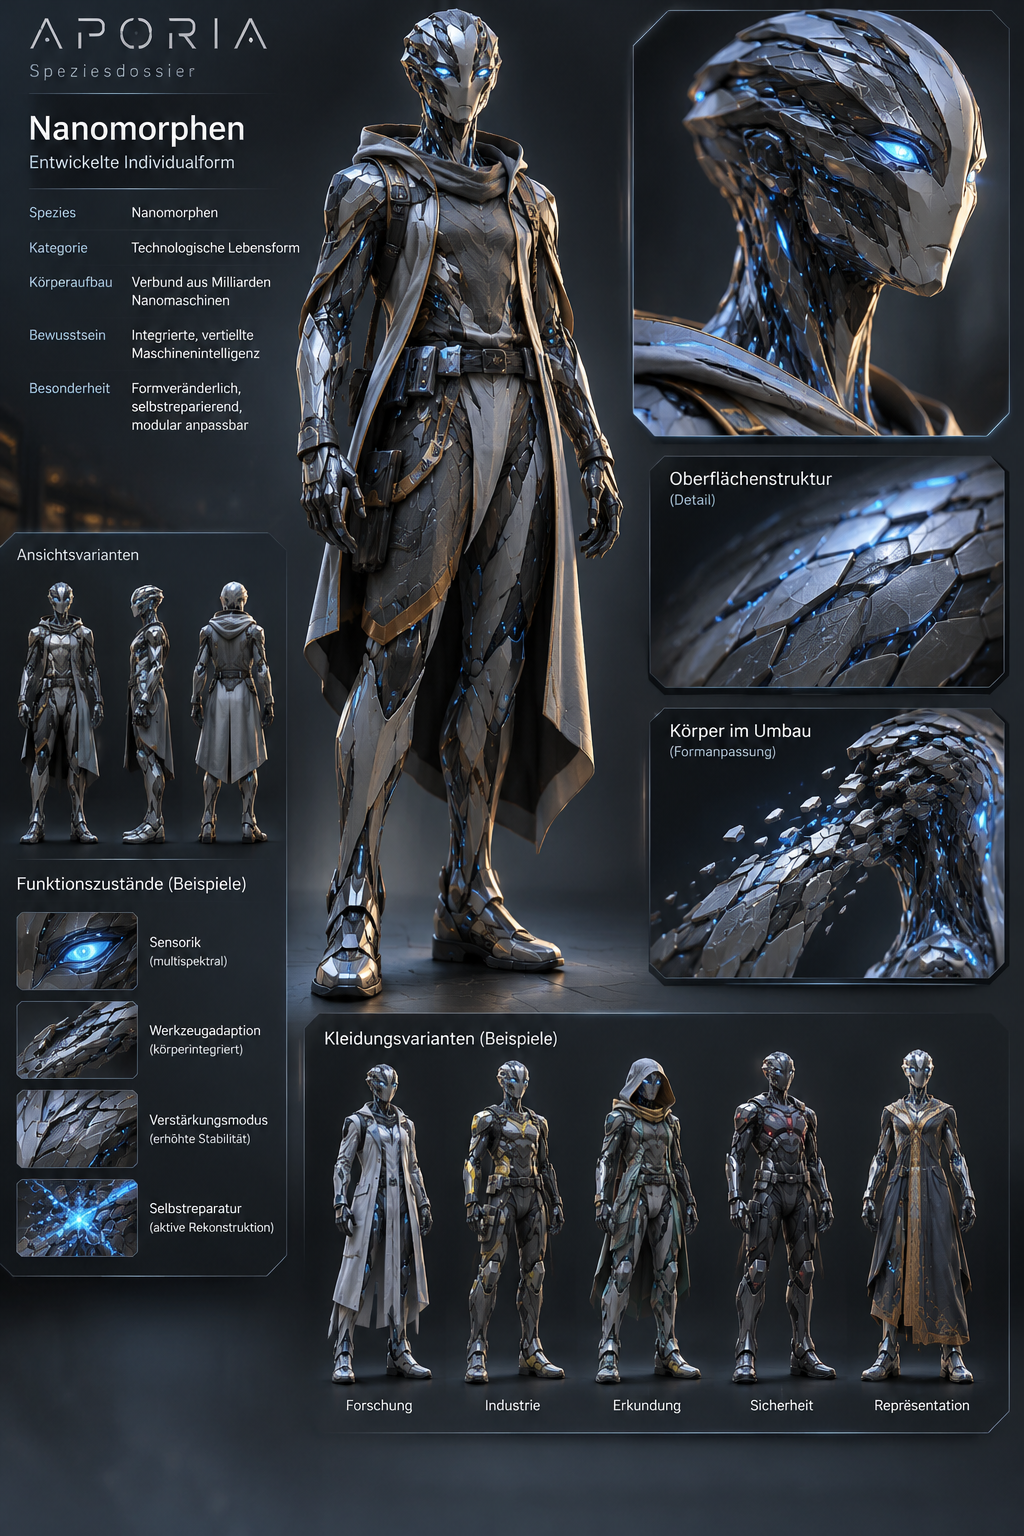 APORIA
Speziesdossier
Nanomorphen
Entwickelte Individualform
Spezies Nanomorphen
Kategorie Technologische Lebensform
Körperaufbau Verbund aus Milliarden
Nanomaschinen
Bewusstsein Integrierte, vertiellte
Maschinenintelligenz
Besonderheit Formveränderlich,
selbstreparierend,
modular anpassbar
Oberflächenstruktur
(Detail)
Ansichtsvarianten
Körper im Umbau
(Formanpassung)
Funktionszustände (Beispiele)
Sensorik
(multispektral)
Werkzeugadaption
(körperintegriert)
Verstärkungsmodus
(erhöhte Stabilität)
Selbstreparatur
(aktive Rekonstruktion)
Kleidungsvarianten (Beispiele)
Forschung
Industrie
Erkundung
Sicherheit
Reprësentation